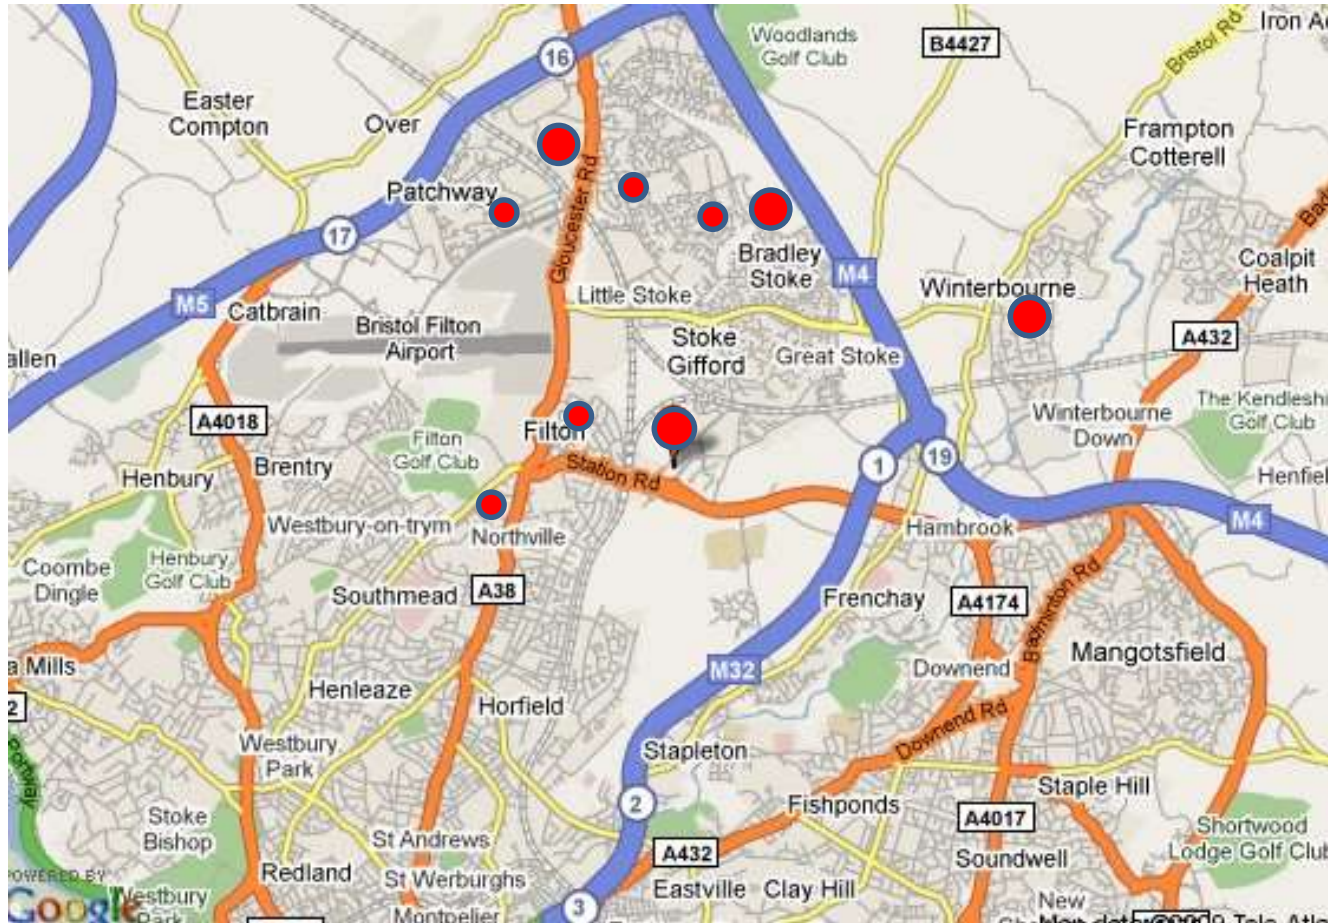 Iron
Woodlands
Golf Club
B4427
Bristol Rd
16
Easter
Compton
Over
Frampton
Cotterell
Patchway
Gloucester Rd
17
Bradley
Stoke
M4
Coalpit
Heath
Winterbourne
M5
Catbrain
Little Stoke
Bristol Filton
Airport
Stoke
Gifford
Great Stoke
A432
allen
A4018
The Kendleshi
Golf Club
Winterbourne
Down
Filton
Filton
Golf Club
Brentry
Henbury
Station Rd
1
19
Henfiel
Westbury-on-trym
Northville
Hambrook
M4
Coombe
Dingle
Henbury
Golf Club
Southmead
A38
Frenchay
A4174
Badminton Rd
a Mills
M32
Downend
Mangotsfield
Henleaze
Horfield
2
Downend Rd
Westbury
Park
Stapleton
Portway
Staple Hill
2
Fishponds
Stoke
Bishop
A4017
Shortwood
Lodge Golf Club
St Andrews
A432
Soundwell
Redland
St Werburghs
Eastville
Clay Hill
POWERED BY
Google
Westbury
Park
Montpelier
3
New